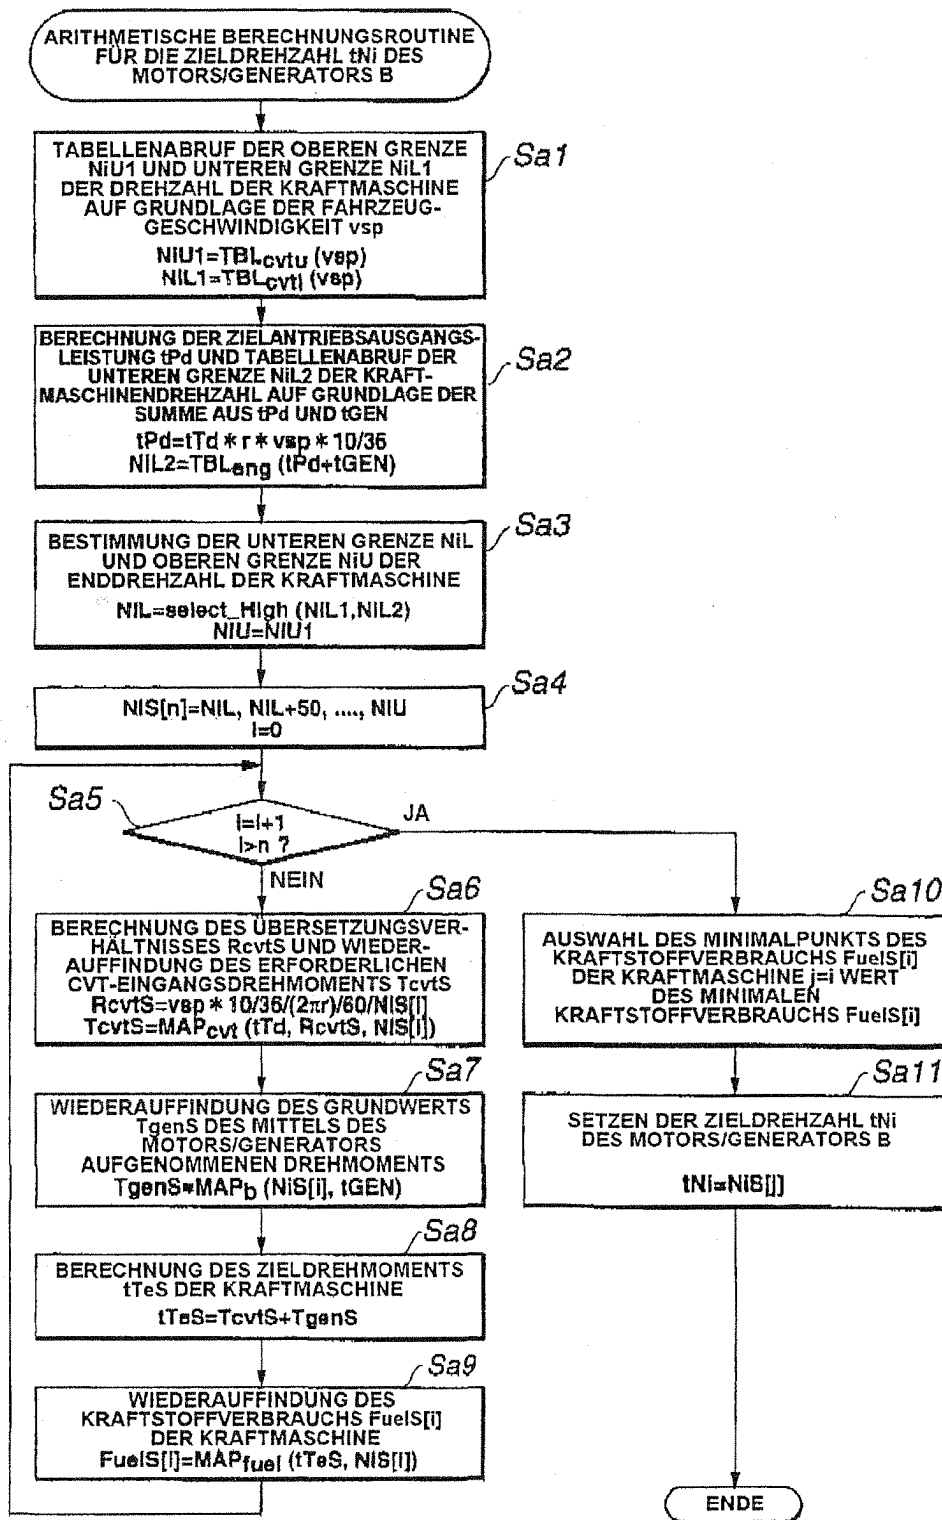 ARITHMETISCHE BERECHNUNGSROUTINE
FÜR DIE ZIELDREHZAHL tNi DES
MOTORS/GENERATORS B
Sa1
TABELLENABRUF DER OBEREN GRENZE
NiU1 UND UNTEREN GRENZE NiL1
DER DREHZAHL DER KRAFTMASCHINE
AUF GRUNDLAGE DER FAHRZEUG-
GESCHWINDIGKEIT vsp
NiU1=TBLcvtu (vsp)
NiL1=TBLcvtl (vsp)
Sa2
BERECHNUNG DER ZIELANTRIEBSAUSGANGS-
LEISTUNG tPd UND TABELLENABRUF DER
UNTEREN GRENZE NiL2 DER KRAFT-
MASCHINENDREHZAHL AUF GRUNDLAGE DER
SUMME AUS tPd UND tGEN
tPd=tTd * r * vsp * 10/36
NiL2=TBLeng (tPd+tGEN)
Sa3
BESTIMMUNG DER UNTEREN GRENZE NiL
UND OBEREN GRENZE NiU DER
ENDDREHZAHL DER KRAFTMASCHINE
NiL=select_High (NiL1,NiL2)
NiU=NiU1
Sa4
NiS[n]=NiL, NiL+50, ...., NiU
i=0
Sa5
i=i+1
i>n ?
JA
NEIN
Sa6
BERECHNUNG DES ÜBERSETZUNGSVER-
HÄLTNISSES RcvtS UND WIEDER-
AUFFINDUNG DES ERFORDERLICHEN
CVT-EINGANGSDREHMOMENTS TcvtS
RcvtS=vsp * 10/36/(2πr)/60/NiS[i]
TcvtS=MAPcvt (tTd, RcvtS, NiS[i])
Sa7
WIEDERAUFFINDUNG DES GRUNDWERTS
TgenS DES MITTELS DES
MOTORS/GENERATORS
AUFGENOMMENEN DREHMOMENTS
TgenS=MAPb (NiS[i], tGEN)
Sa8
BERECHNUNG DES ZIELDREHMOMENTS
tTeS DER KRAFTMASCHINE
tTeS=TcvtS+TgenS
Sa9
WIEDERAUFFINDUNG DES
KRAFTSTOFFVERBRAUCHS FuelS[i]
DER KRAFTMASCHINE
FuelS[i]=MAPfuel (tTeS, NiS[i])
Sa10
AUSWAHL DES MINIMALPUNKTS DES
KRAFTSTOFFVERBRAUCHS FuelS[i]
DER KRAFTMASCHINE j=i WERT
DES MINIMALEN
KRAFTSTOFFVERBRAUCHS FuelS[i]
Sa11
SETZEN DER ZIELDREHZAHL tNi
DES MOTORS/GENERATORS B
tNi=NiS[j]
ENDE